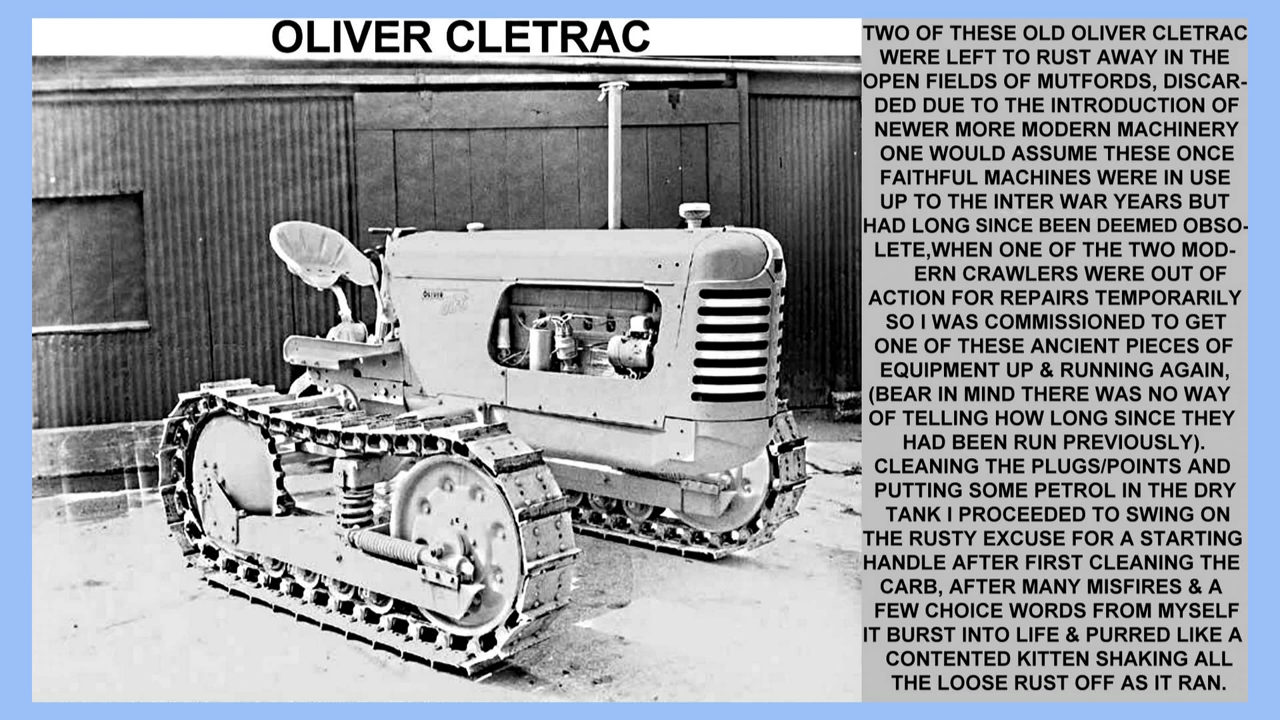 OLIVER CLETRAC
TWO OF THESE OLD OLIVER CLETRAC
WERE LEFT TO RUST AWAY IN THE
OPEN FIELDS OF MUTFORDS, DISCAR-
DED DUE TO THE INTRODUCTION OF
NEWER MORE MODERN MACHINERY
ONE WOULD ASSUME THESE ONCE
FAITHFUL MACHINES WERE IN USE
UP TO THE INTER WAR YEARS BUT
HAD LONG SINCE BEEN DEEMED OBSO-
LETE,WHEN ONE OF THE TWO MOD-
ERN CRAWLERS WERE OUT OF
ACTION FOR REPAIRS TEMPORARILY
SO I WAS COMMISSIONED TO GET
ONE OF THESE ANCIENT PIECES OF
EQUIPMENT UP & RUNNING AGAIN,
(BEAR IN MIND THERE WAS NO WAY
OF TELLING HOW LONG SINCE THEY
HAD BEEN RUN PREVIOUSLY).
CLEANING THE PLUGS/POINTS AND
PUTTING SOME PETROL IN THE DRY
TANK I PROCEEDED TO SWING ON
THE RUSTY EXCUSE FOR A STARTING
HANDLE AFTER FIRST CLEANING THE
CARB, AFTER MANY MISFIRES & A
FEW CHOICE WORDS FROM MYSELF
IT BURST INTO LIFE & PURRED LIKE A
CONTENTED KITTEN SHAKING ALL
THE LOOSE RUST OFF AS IT RAN.
OLIVER